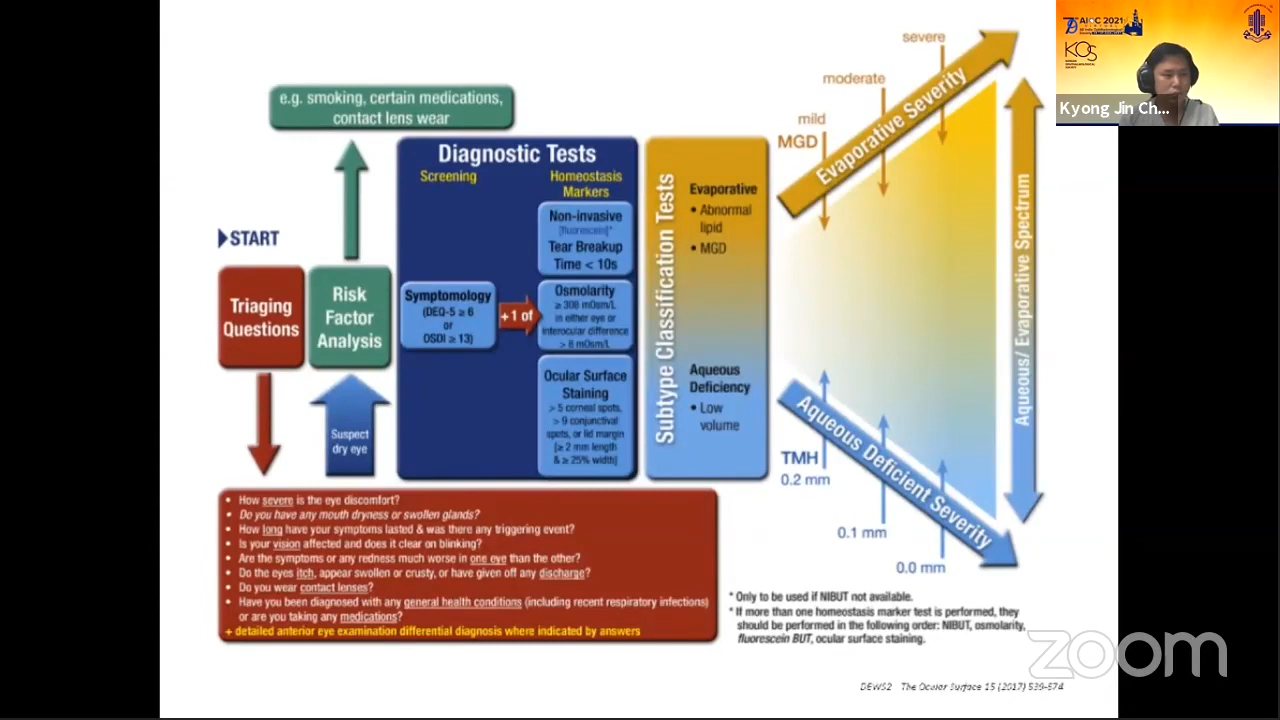 e.g. smoking, certain medications,
contact lens wear
START
Triaging
Questions
Risk
Factor
Analysis
Suspect
dry eye
Diagnostic Tests
Screening
Homeostasis
Markers
Symptomology
(DEQ-5 ≥ 6
or
OSDI ≥ 13)
+1 of
Non-invasive
[fluorescein]*
Tear Breakup
Time < 10s
Osmolarity
≥ 308 mOsm/L
in either eye or
interocular difference
> 8 mOsm/L
Ocular Surface
Staining
> 5 corneal spots,
> 9 conjunctival
spots, or lid margin
[≥ 2 mm length
& ≥ 25% width]
Subtype Classification Tests
Evaporative
• Abnormal
lipid
• MGD
Aqueous
Deficiency
• Low
volume
severe
moderate
mild
MGD
Evaporative Severity
Aqueous/ Evaporative Spectrum
Aqueous Deficient Severity
TMH
0.2 mm
0.1 mm
0.0 mm
• How severe is the eye discomfort?
• Do you have any mouth dryness or swollen glands?
• How long have your symptoms lasted & was there any triggering event?
• Is your vision affected and does it clear on blinking?
• Are the symptoms or any redness much worse in one eye than the other?
• Do the eyes itch, appear swollen or crusty, or have given off any discharge?
• Do you wear contact lenses?
• Have you been diagnosed with any general health conditions (including recent respiratory infections)
or are you taking any medications?
+ detailed anterior eye examination differential diagnosis where indicated by answers
* Only to be used if NIBUT not available.
* If more than one homeostasis marker test is performed, they
should be performed in the following order: NIBUT, osmolarity,
fluorescein BUT, ocular surface staining.
DEWS2 The Ocular Surface 15 (2017) 539-574
zoom
AIOC 2021
KOS
Kyong Jin Ch...